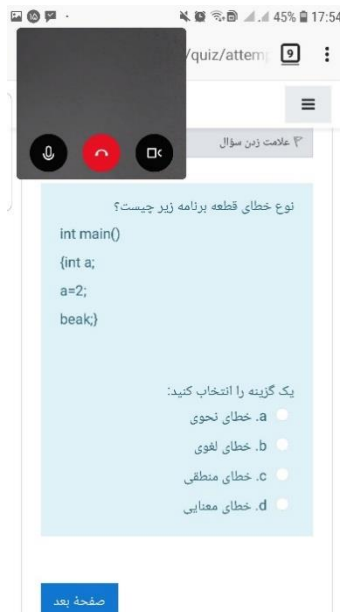 45% 17:54
/quiz/attem
9
علامت زدن سؤال
نوع خطای قطعه برنامه زیر چیست؟
int main()
{int a;
a=2;
beak;}
یک گزینه را انتخاب کنید:
a. خطای نحوی
b. خطای لغوی
c. خطای منطقی
d. خطای معنایی
صفحهٔ بعد